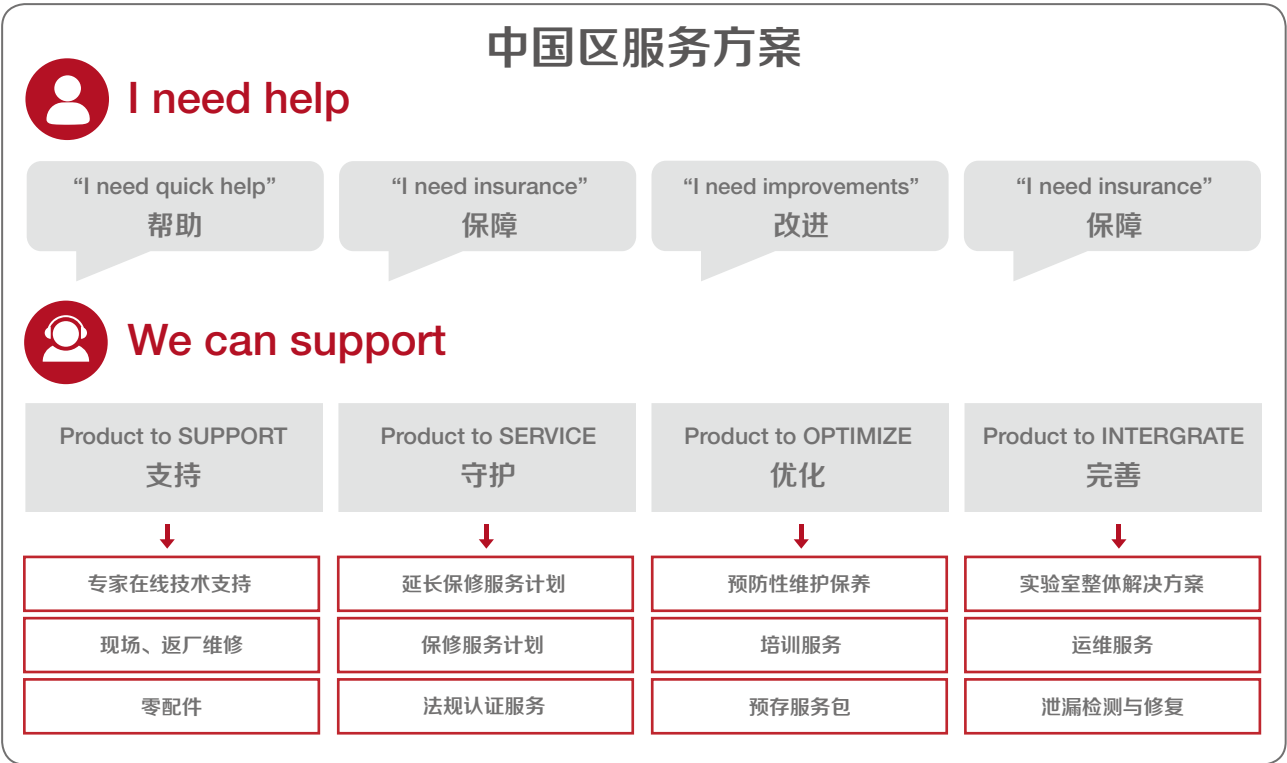 中国区服务方案
I need help
“I need quick help”
帮助
“I need insurance”
保障
“I need improvements”
改进
“I need insurance”
保障
We can support
Product to SUPPORT
支持
Product to SERVICE
守护
Product to OPTIMIZE
优化
Product to INTERGRATE
完善
专家在线技术支持
延长保修服务计划
预防性维护保养
实验室整体解决方案
现场、返厂维修
保修服务计划
培训服务
运维服务
零配件
法规认证服务
预存服务包
泄漏检测与修复